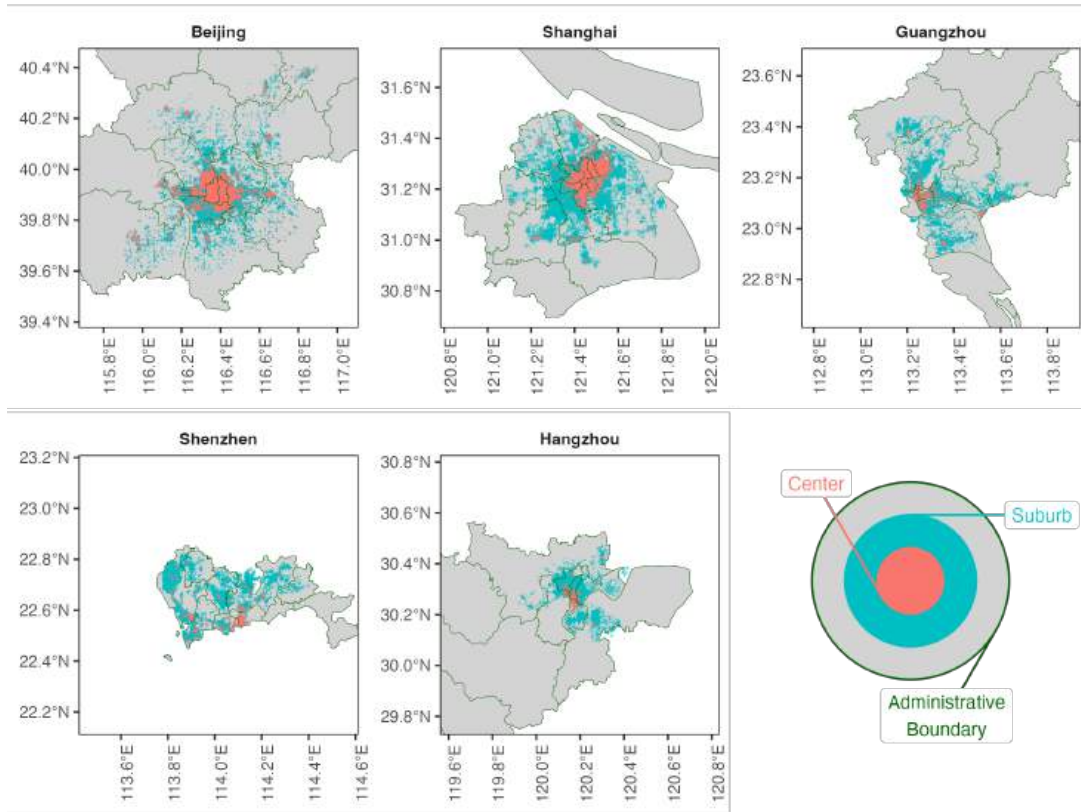 Beijing
Shanghai
Guangzhou
40.4°N
40.2°N
40.0°N
39.8°N
39.6°N
39.4°N
31.6°N
31.4°N
31.2°N
31.0°N
30.8°N
23.6°N
23.4°N
23.2°N
23.0°N
22.8°N
115.8°E
116.0°E
116.2°E
116.4°E
116.6°E
116.8°E
117.0°E
120.8°E
121.0°E
121.2°E
121.4°E
121.6°E
121.8°E
122.0°E
112.8°E
113.0°E
113.2°E
113.4°E
113.6°E
113.8°E
Shenzhen
Hangzhou
23.2°N
23.0°N
22.8°N
22.6°N
22.4°N
22.2°N
30.8°N
30.6°N
30.4°N
30.2°N
30.0°N
29.8°N
113.6°E
113.8°E
114.0°E
114.2°E
114.4°E
114.6°E
119.6°E
119.8°E
120.0°E
120.2°E
120.4°E
120.6°E
120.8°E
Center
Suburb
Administrative
Boundary